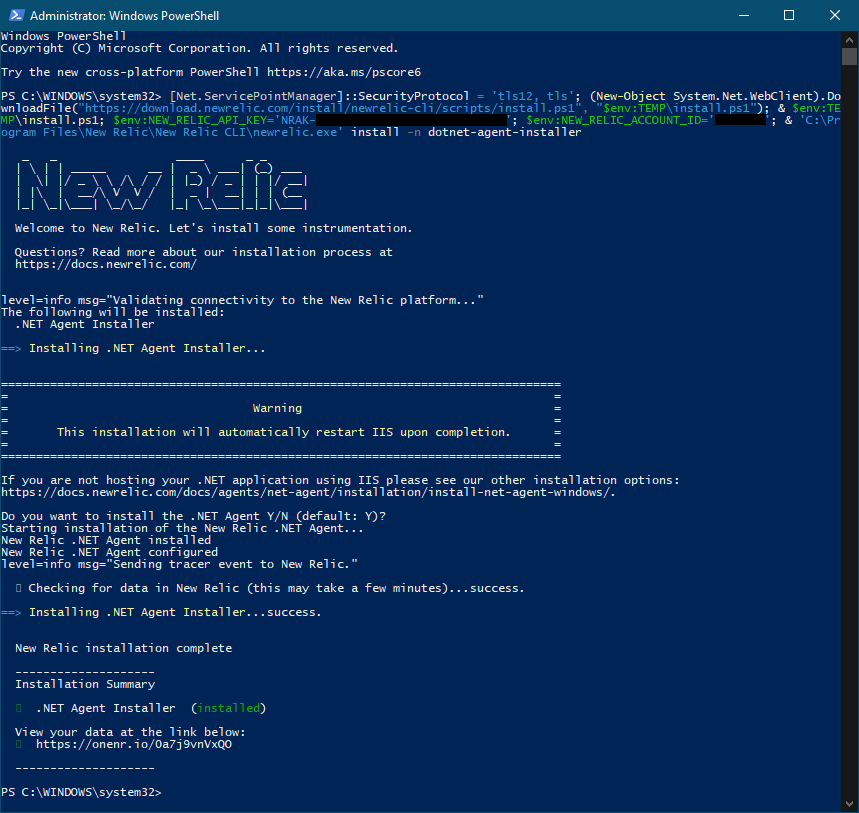 Administrator: Windows PowerShell
Windows PowerShell
Copyright (C) Microsoft Corporation. All rights reserved.
Try the new cross-platform PowerShell https://aka.ms/pscore6
PS C:\WINDOWS\system32> [Net.ServicePointManager]::SecurityProtocol = 'tls12, tls'; (New-Object System.Net.WebClient).Do
wnloadFile("https://download.newrelic.com/install/newrelic-cli/scripts/install.ps1", "$env:TEMP\install.ps1"); & $env:TE
MP\install.ps1; $env:NEW_RELIC_API_KEY='NRAK-'; $env:NEW_RELIC_ACCOUNT_ID=''; & 'C:\Pr
ogram Files\New Relic\New Relic CLI\newrelic.exe' install -n dotnet-agent-installer
New Relic
Welcome to New Relic. Let's install some instrumentation.
Questions? Read more about our installation process at
https://docs.newrelic.com/
level=info msg="Validating connectivity to the New Relic platform..."
The following will be installed:
.NET Agent Installer
==> Installing .NET Agent Installer...
================================================================================
= =
= Warning =
= =
= This installation will automatically restart IIS upon completion. =
= =
================================================================================
If you are not hosting your .NET application using IIS please see our other installation options:
https://docs.newrelic.com/docs/agents/net-agent/installation/install-net-agent-windows/.
Do you want to install the .NET Agent Y/N (default: Y)?
Starting installation of the New Relic .NET Agent...
New Relic .NET Agent installed
New Relic .NET Agent configured
level=info msg="Sending tracer event to New Relic."
Checking for data in New Relic (this may take a few minutes)...success.
==> Installing .NET Agent Installer...success.
New Relic installation complete
--------------------
Installation Summary
.NET Agent Installer (installed)
View your data at the link below:
https://onenr.io/0a7j9vnVxQO
--------------------
PS C:\WINDOWS\system32>